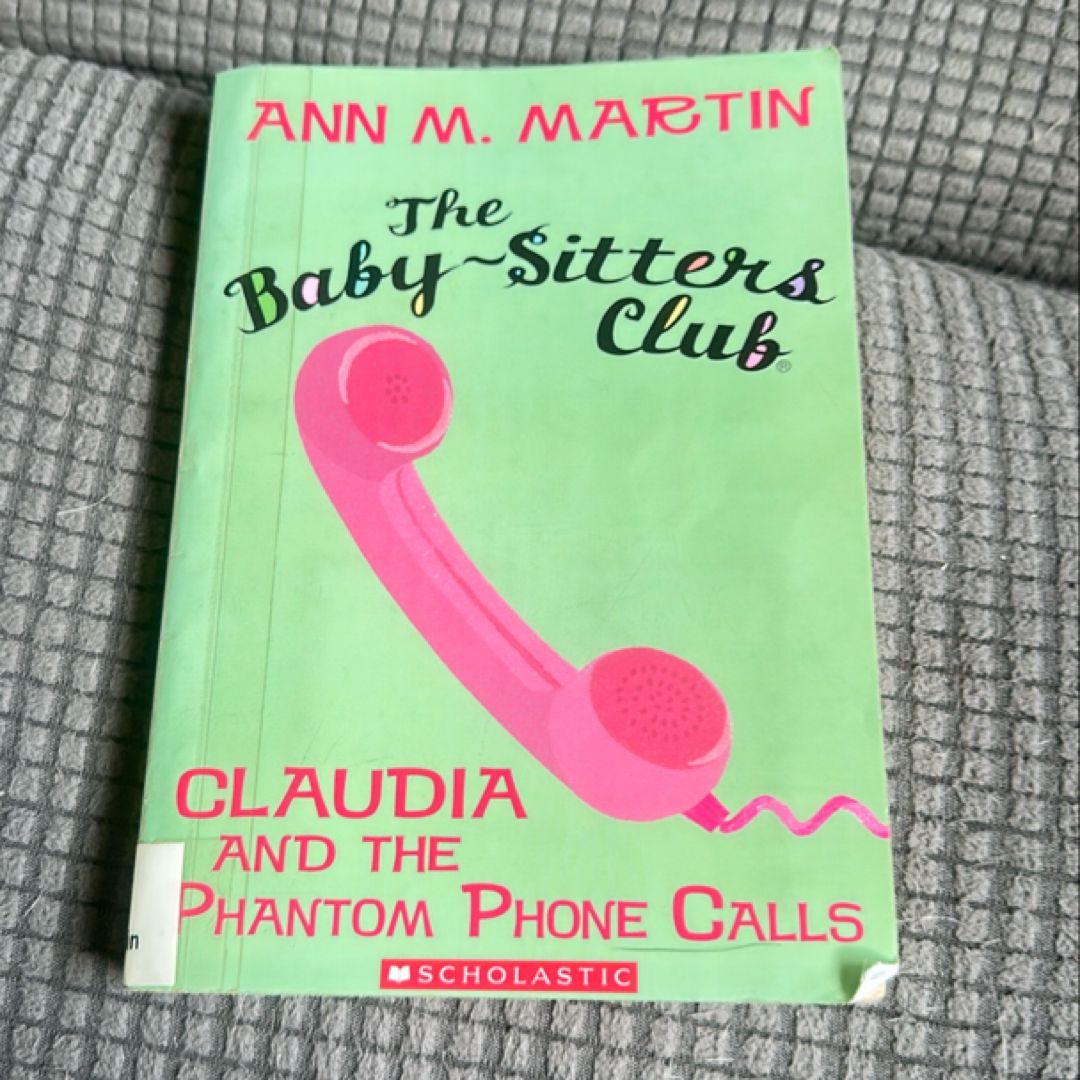 ANN M. MARTIN
The
Baby~Sitters
Club®
CLAUDIA
AND THE
PHANTOM PHONE CALLS
n
SCHOLASTIC